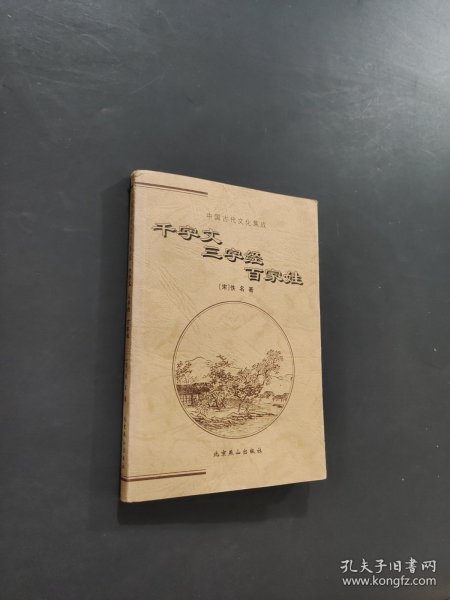 中国古代文化集成
千字文
三字经
百家姓
[宋]佚 名 著
北京燕山出版社
孔夫子旧书网
www.kongfz.com